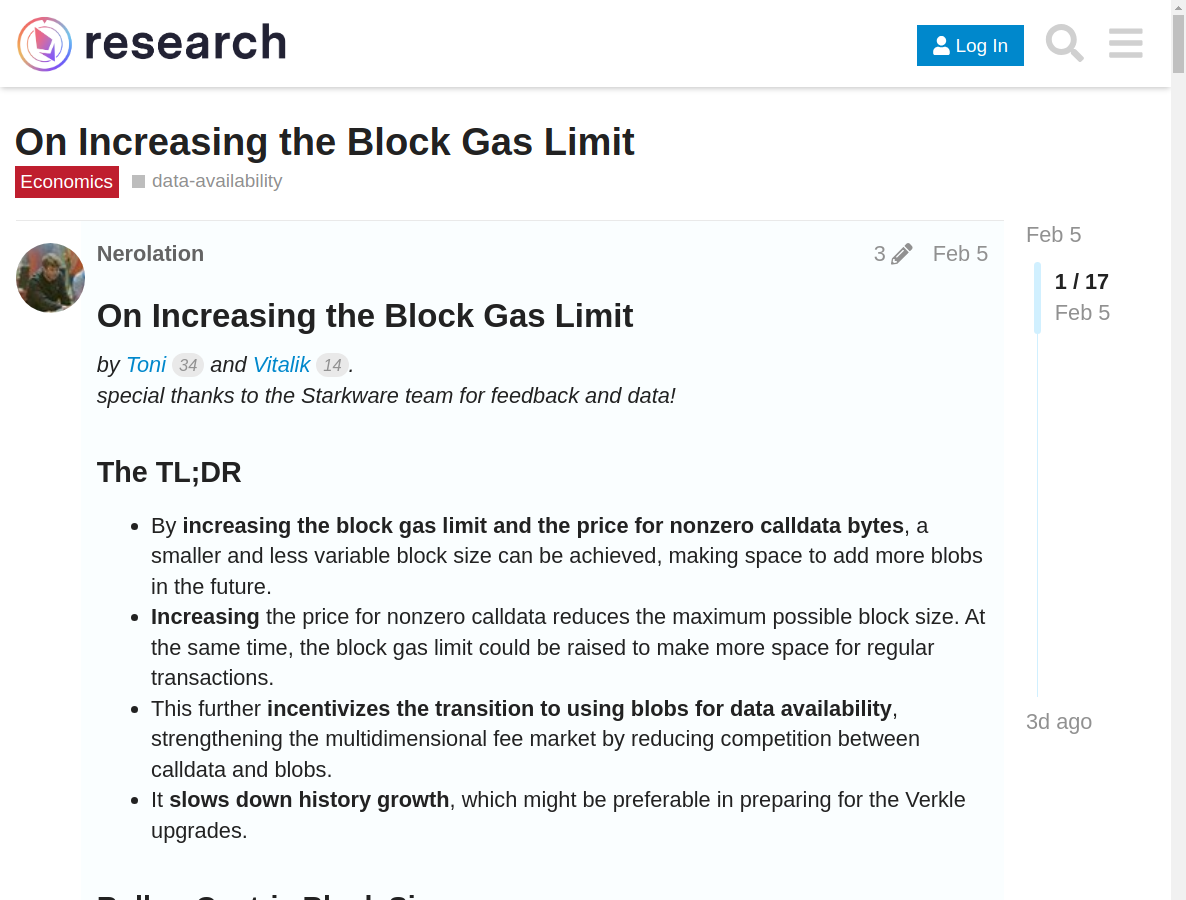 research
Log In
On Increasing the Block Gas Limit
Economics
data-availability
Nerolation
3
Feb 5
On Increasing the Block Gas Limit
by Toni 34 and Vitalik 14.
special thanks to the Starkware team for feedback and data!
The TL;DR
• By increasing the block gas limit and the price for nonzero calldata bytes, a
smaller and less variable block size can be achieved, making space to add more blobs
in the future.
• Increasing the price for nonzero calldata reduces the maximum possible block size. At
the same time, the block gas limit could be raised to make more space for regular
transactions.
• This further incentivizes the transition to using blobs for data availability,
strengthening the multidimensional fee market by reducing competition between
calldata and blobs.
• It slows down history growth, which might be preferable in preparing for the Verkle
upgrades.
Feb 5
1 / 17
Feb 5
3d ago